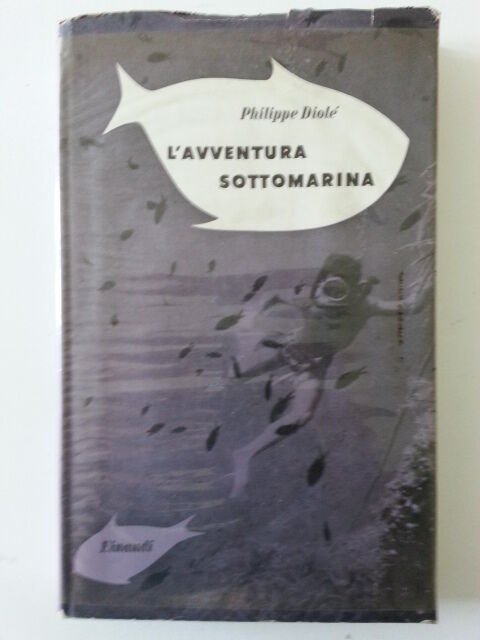 Philippe Diolé
L'AVVENTURA
SOTTOMARINA
Einaudi